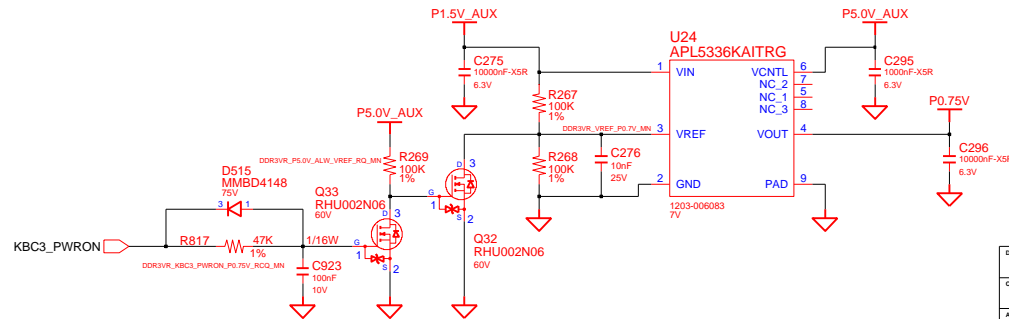 P1.5V_AUX
P5.0V_AUX
U24
APL5336KAITRG
C275
10000nF-X5R
6.3V
1
VIN
VCNTL
6
NC_2
7
NC_1
5
NC_3
8
C295
1000nF-X5R
6.3V
R267
100K
1%
P0.75V
P5.0V_AUX
DDR3VR_VREF_P0.7V_MN
3
VREF
VOUT
4
DDR3VR_P5.0V_ALW_VREF_RQ_MN
R269
100K
1%
R268
100K
1%
C276
10nF
25V
C296
10000nF-X5R
6.3V
D515
MMBD4148
75V
3
1
Q33
RHU002N06
60V
D
3
G
1
S
2
2
GND
PAD
9
1203-006083
7V
KBC3_PWRON
R817
47K
1%
1/16W
G
1
D
3
S
2
Q32
RHU002N06
60V
DDR3VR_KBC3_PWRON_P0.75V_RCQ_MN
C923
100nF
10V